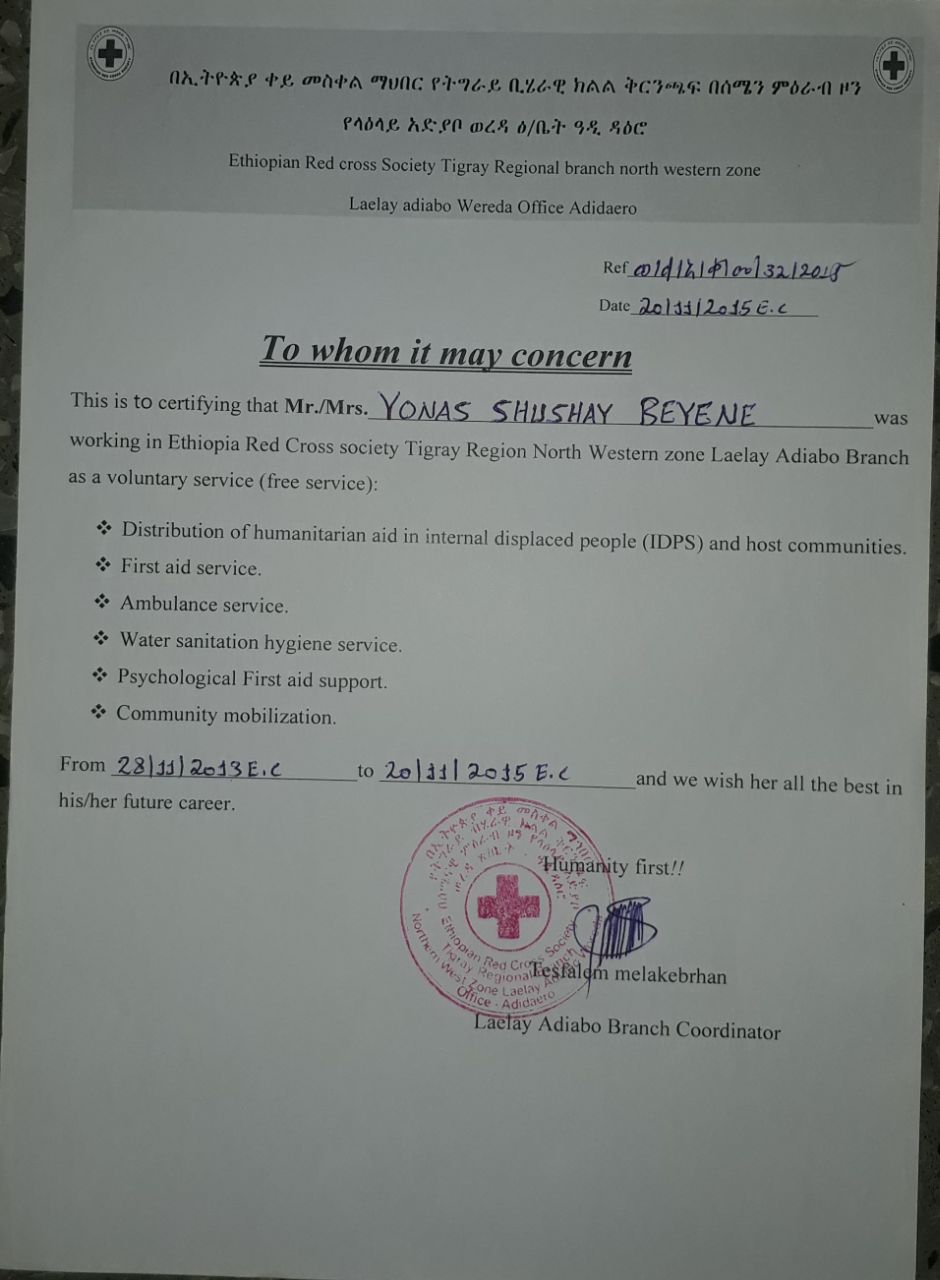 በኢትዮጵያ ቀይ መስቀል ማህበር የትግራይ ቢሄራዊ ክልል ቅርንጫፍ በሰሜን ምዕራብ ዞን
የላዕላይ አድያቦ ወረዳ ዕ/ቤት ዓዲ ዳዕሮ
Ethiopian Red cross Society Tigray Regional branch north western zone
Laelay adiabo Wereda Office Adidaero
Ref
Date 20/11/2015 E.C
To whom it may concern
This is to certifying that Mr./Mrs. YONAS SHUSHAY BEYENE was
working in Ethiopia Red Cross society Tigray Region North Western zone Laelay Adiabo Branch
as a voluntary service (free service):
❖ Distribution of humanitarian aid in internal displaced people (IDPS) and host communities.
❖ First aid service.
❖ Ambulance service.
❖ Water sanitation hygiene service.
❖ Psychological First aid support.
❖ Community mobilization.
From 28/11/2013 E.C to 20/11/2015 E.C and we wish her all the best in
his/her future career.
Humanity first!!
Ethiopian Red Cross Society
Tigray Regional Branch
Northern West Zone Laelay
Office - Adidaero
Tesfalem melakebrhan
Laelay Adiabo Branch Coordinator